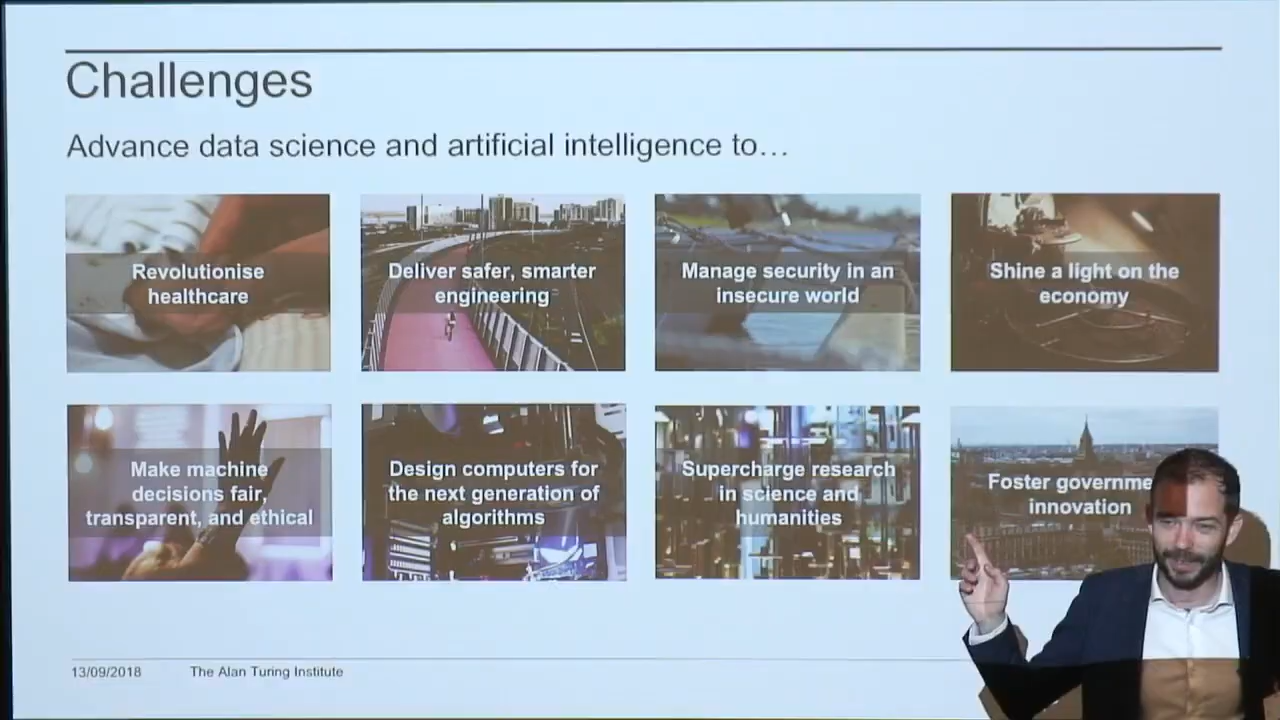 Challenges
Advance data science and artificial intelligence to…
Revolutionise
healthcare
Deliver safer, smarter
engineering
Manage security in an
insecure world
Shine a light on the
economy
Make machine
decisions fair,
transparent, and ethical
Design computers for
the next generation of
algorithms
Supercharge research
in science and
humanities
Foster governme
innovation
13/09/2018 The Alan Turing Institute